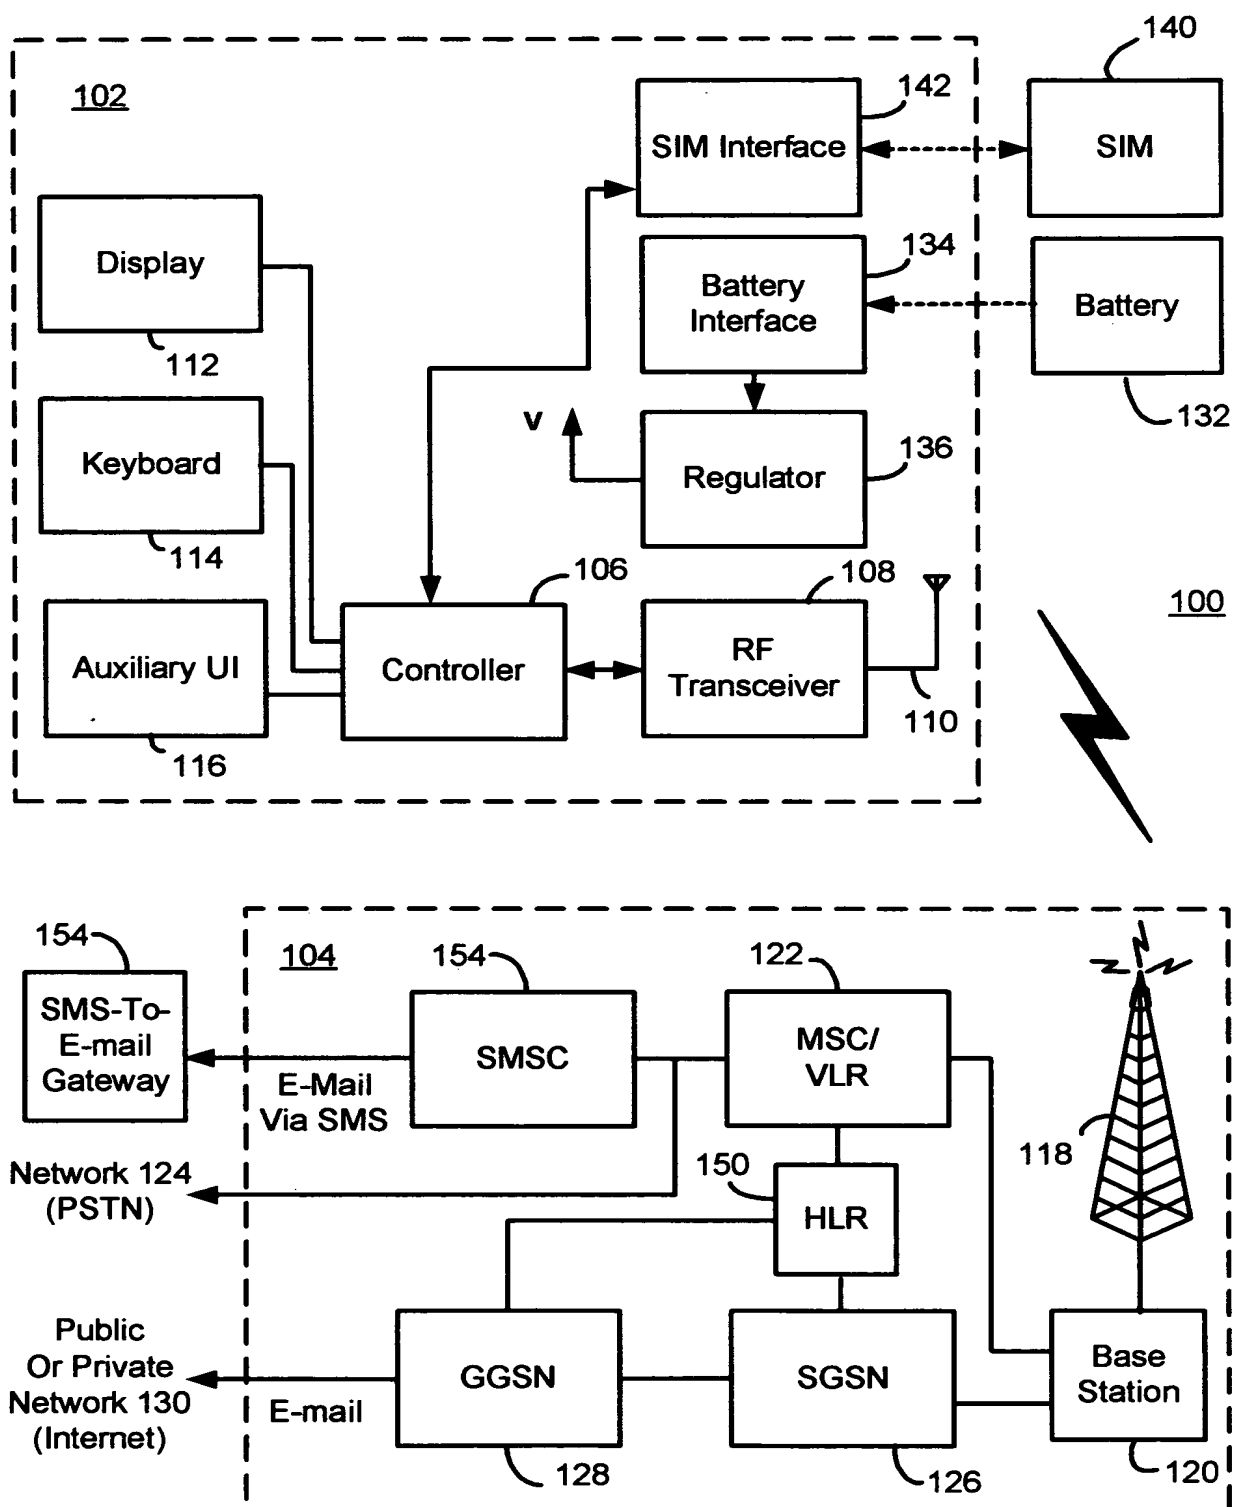 140
102
142
SIM Interface
SIM
Display
134
Battery
Interface
Battery
112
132
V
136
Keyboard
Regulator
114
106
108
100
Auxiliary UI
Controller
RF
Transceiver
110
116
154
104
154
122
SMS-To-
E-mail
Gateway
SMSC
MSC/
VLR
E-Mail
Via SMS
118
Network 124
(PSTN)
150
HLR
Public
Or Private
Network 130
(Internet)
GGSN
SGSN
Base
Station
E-mail
128
126
120